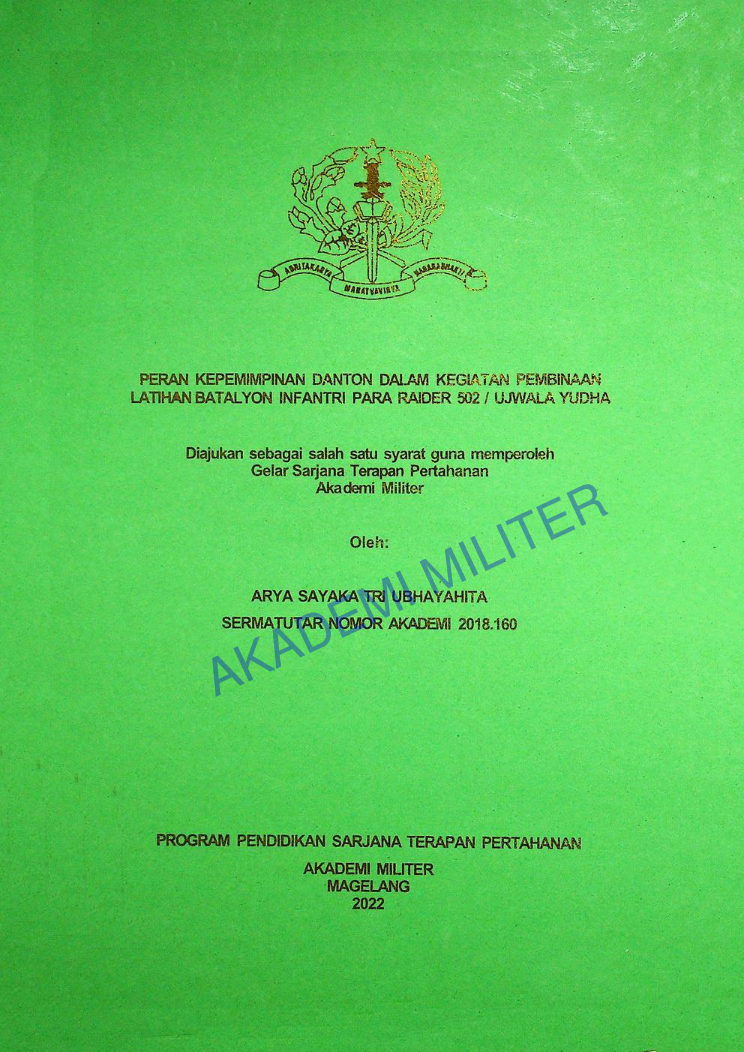 ADHITAKARYA
MAHATVAVIRYA
NAGARABHAKTI
PERAN KEPEMIMPINAN DANTON DALAM KEGIATAN PEMBINAAN
LATIHAN BATALYON INFANTRI PARA RAIDER 502 / UJWALA YUDHA
Diajukan sebagai salah satu syarat guna memperoleh
Gelar Sarjana Terapan Pertahanan
Akademi Militer
Oleh:
ARYA SAYAKA TRI UBHAYAHITA
SERMATUTAR NOMOR AKADEMI 2018.160
AKADEMI MILITER
PROGRAM PENDIDIKAN SARJANA TERAPAN PERTAHANAN
AKADEMI MILITER
MAGELANG
2022